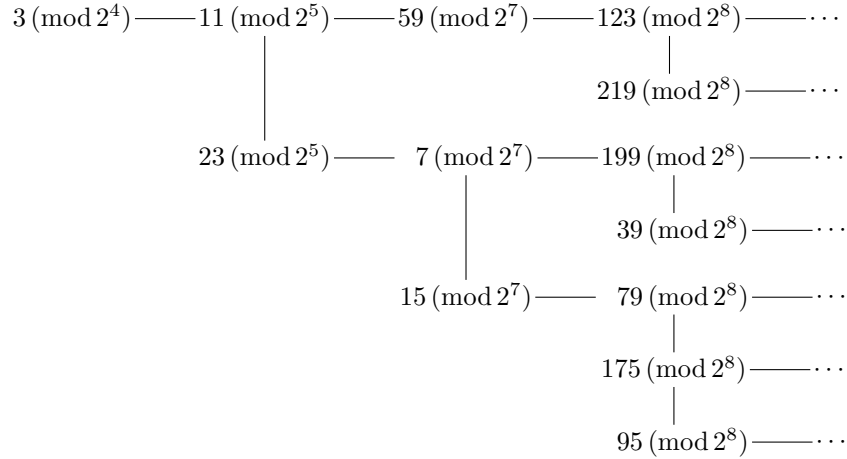 3 (mod 2⁴) 11 (mod 2⁵) 59 (mod 2⁷) 123 (mod 2⁸) ···
219 (mod 2⁸) ···
23 (mod 2⁵) 7 (mod 2⁷) 199 (mod 2⁸) ···
39 (mod 2⁸) ···
15 (mod 2⁷) 79 (mod 2⁸) ···
175 (mod 2⁸) ···
95 (mod 2⁸) ···